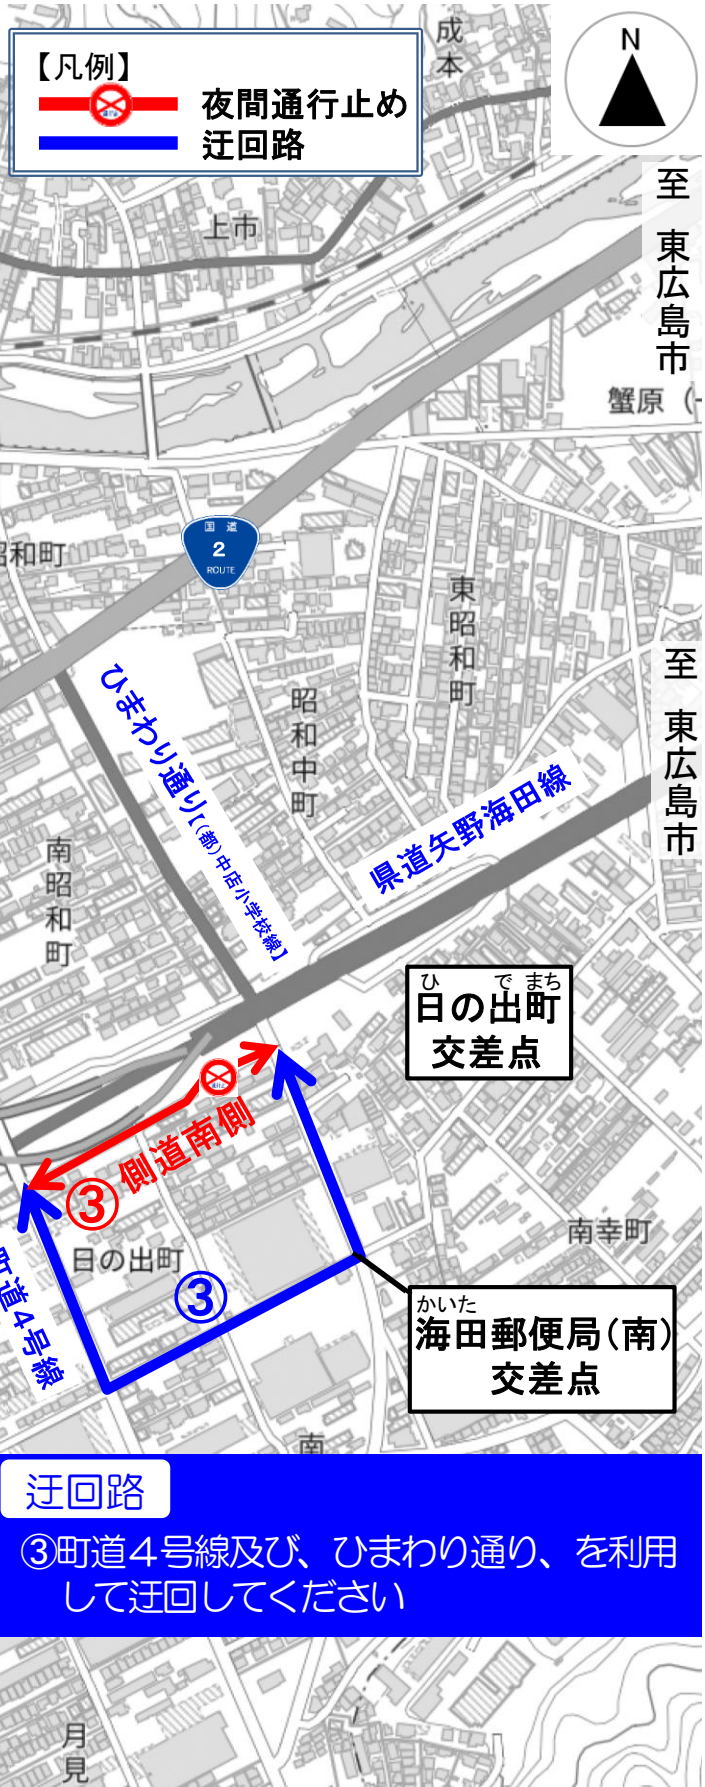 【凡例】
夜間通行止め
迂回路
N
成本
上市
至 東広島市
蟹原
国道
2
ROUTE
昭和町
東昭和町
至 東広島市
ひまわり通り【(都)中店小学校線】
昭和中町
県道矢野海田線
南昭和町
ひ で まち
日の出町
交差点
③側道南側
日の出町
③
南幸町
町道4号線
かいた
海田郵便局(南)
交差点
南
迂回路
③町道4号線及び、ひまわり通り、を利用
して迂回してください
月見